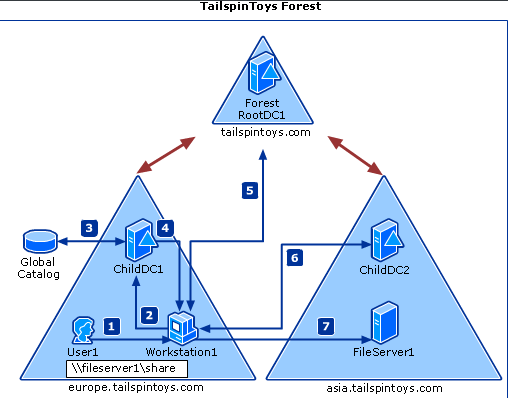 TailspinToys Forest
Forest
RootDC1
tailspintoys.com
5
3
4
Global
Catalog
ChildDC1
6
ChildDC2
1
2
7
User1
Workstation1
FileServer1
\\fileserver1\share
europe.tailspintoys.com
asia.tailspintoys.com